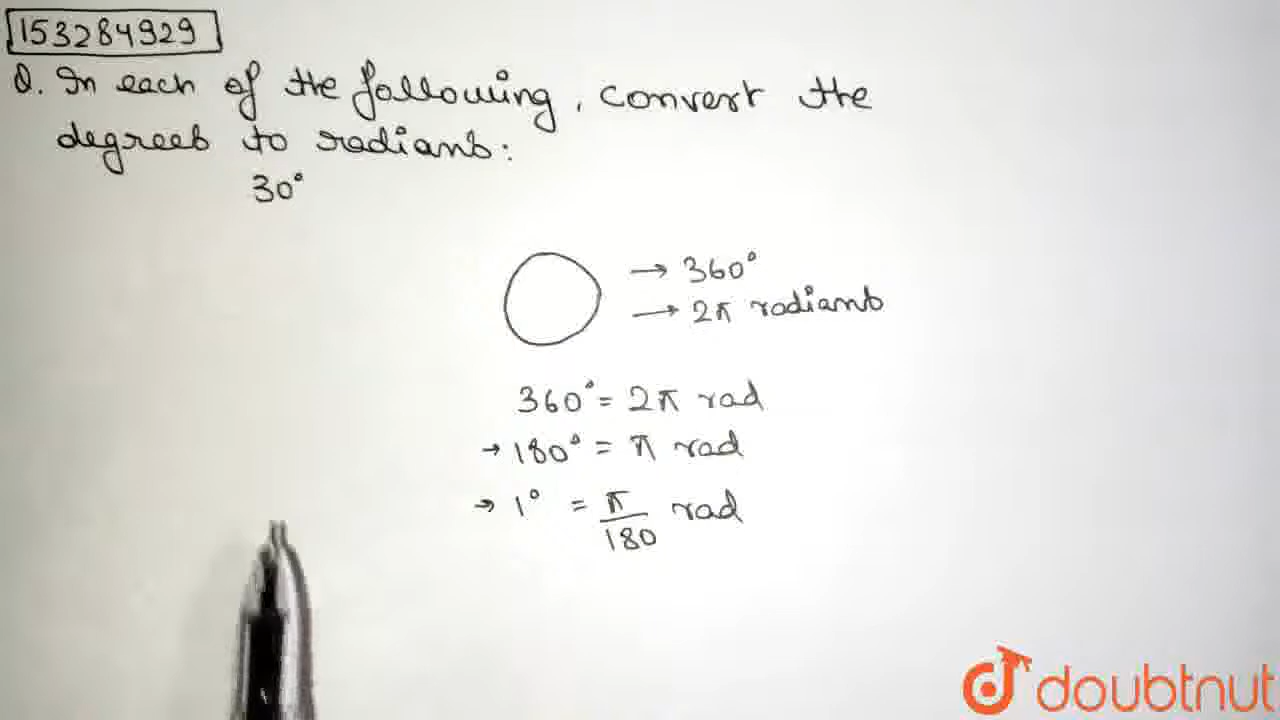 153284929
Q. In each of the following, convert the
degrees to radians:
30°
→ 360°
→ 2π radians
360° = 2π rad
→ 180° = π rad
→ 1° = π/180 rad
doubtnut